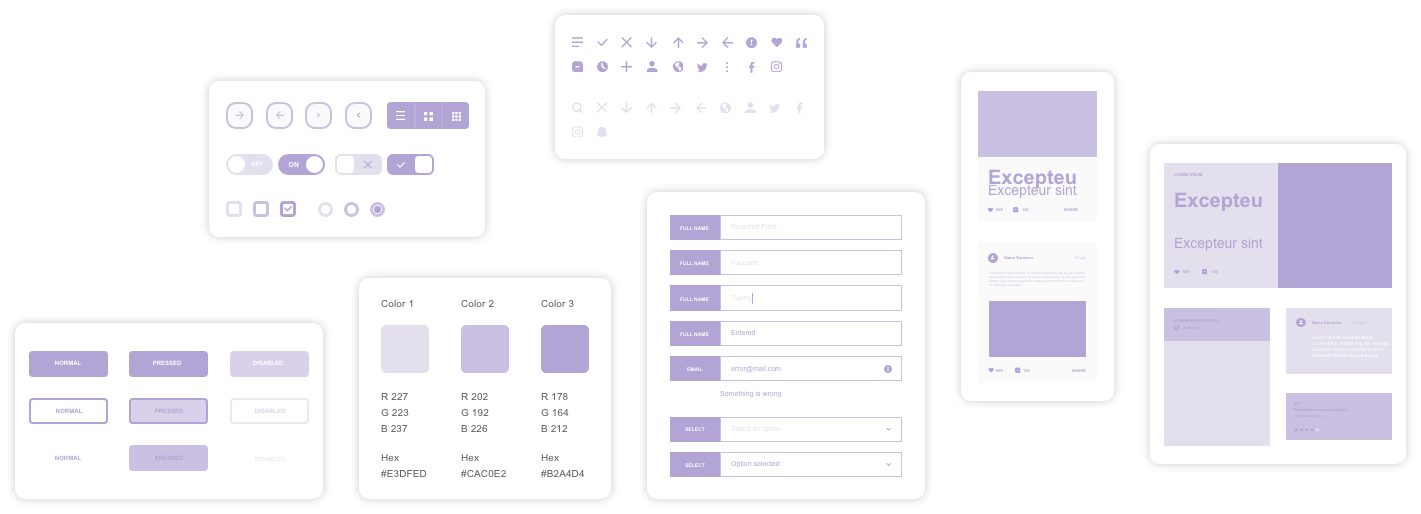 OFF
ON
NORMAL
PRESSED
DISABLED
NORMAL
PRESSED
DISABLED
NORMAL
PRESSED
DISABLED
Color 1
Color 2
Color 3
R 227
G 223
B 237
R 202
G 192
B 226
R 178
G 164
B 212
Hex
#E3DFED
Hex
#CAC0E2
Hex
#B2A4D4
FULL NAME
Required Field
FULL NAME
Focused
FULL NAME
Typing
FULL NAME
Entered
EMAIL
error@mail.com
Something is wrong
SELECT
Select an option
SELECT
Option selected
Excepteu
Excepteur sint
SHARE
Name Surname
SHARE
LOREM IPSUM
Excepteu
Excepteur sint
Name Surname